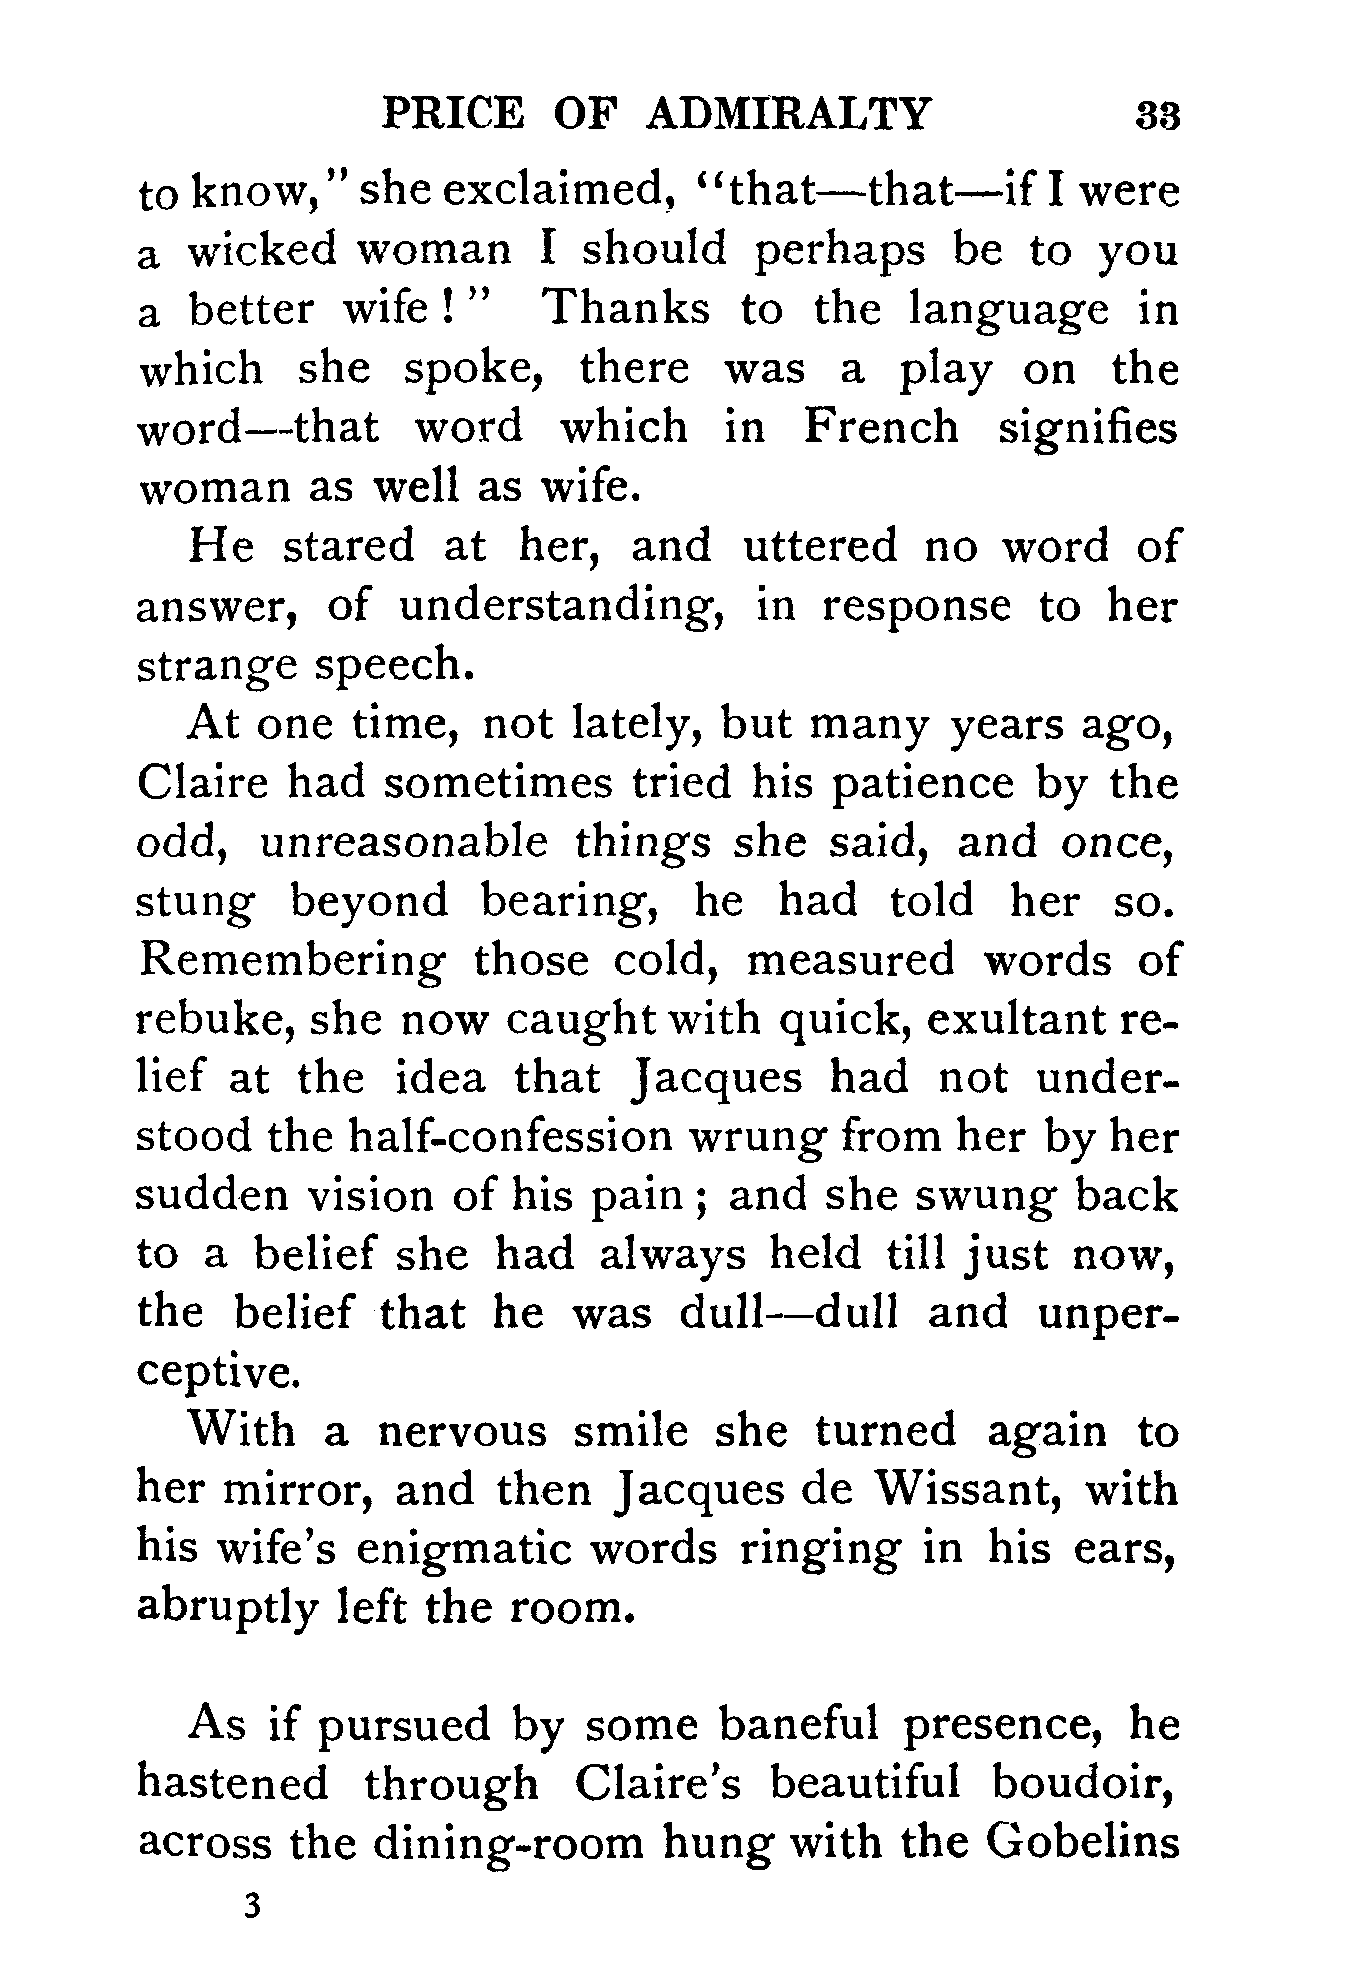 PRICE OF ADMIRALTY 33
to know," she exclaimed, "that—that—if I were
a wicked woman I should perhaps be to you
a better wife!" Thanks to the language in
which she spoke, there was a play on the
word—that word which in French signifies
woman as well as wife.
He stared at her, and uttered no word of
answer, of understanding, in response to her
strange speech.
At one time, not lately, but many years ago,
Claire had sometimes tried his patience by the
odd, unreasonable things she said, and once,
stung beyond bearing, he had told her so.
Remembering those cold, measured words of
rebuke, she now caught with quick, exultant re-
lief at the idea that Jacques had not under-
stood the half-confession wrung from her by her
sudden vision of his pain; and she swung back
to a belief she had always held till just now,
the belief that he was dull—dull and unper-
ceptive.
With a nervous smile she turned again to
her mirror, and then Jacques de Wissant, with
his wife's enigmatic words ringing in his ears,
abruptly left the room.
As if pursued by some baneful presence, he
hastened through Claire's beautiful boudoir,
across the dining-room hung with the Gobelins
3